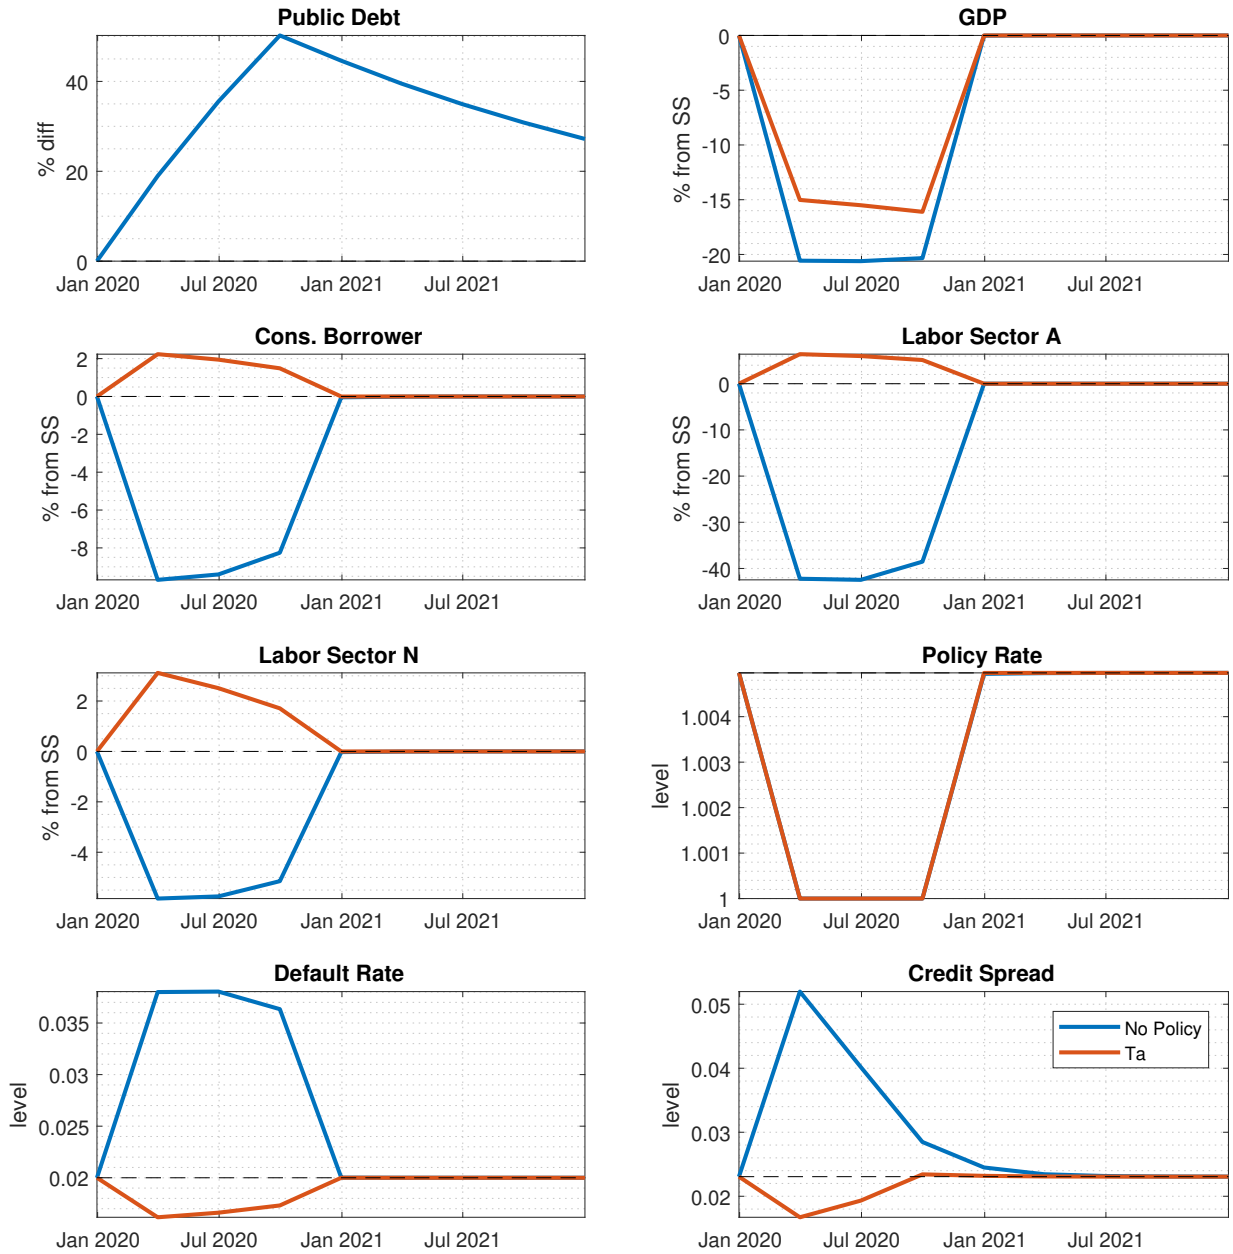 Public Debt
% diff
40
20
0
Jan 2020 Jul 2020 Jan 2021 Jul 2021
GDP
% from SS
0
-5
-10
-15
-20
Jan 2020 Jul 2020 Jan 2021 Jul 2021
Cons. Borrower
% from SS
2
0
-2
-4
-6
-8
Jan 2020 Jul 2020 Jan 2021 Jul 2021
Labor Sector A
% from SS
0
-10
-20
-30
-40
Jan 2020 Jul 2020 Jan 2021 Jul 2021
Labor Sector N
% from SS
2
0
-2
-4
Jan 2020 Jul 2020 Jan 2021 Jul 2021
Policy Rate
level
1.004
1.003
1.002
1.001
1
Jan 2020 Jul 2020 Jan 2021 Jul 2021
Default Rate
level
0.035
0.03
0.025
0.02
Jan 2020 Jul 2020 Jan 2021 Jul 2021
Credit Spread
level
0.05
0.04
0.03
0.02
No Policy
Ta
Jan 2020 Jul 2020 Jan 2021 Jul 2021